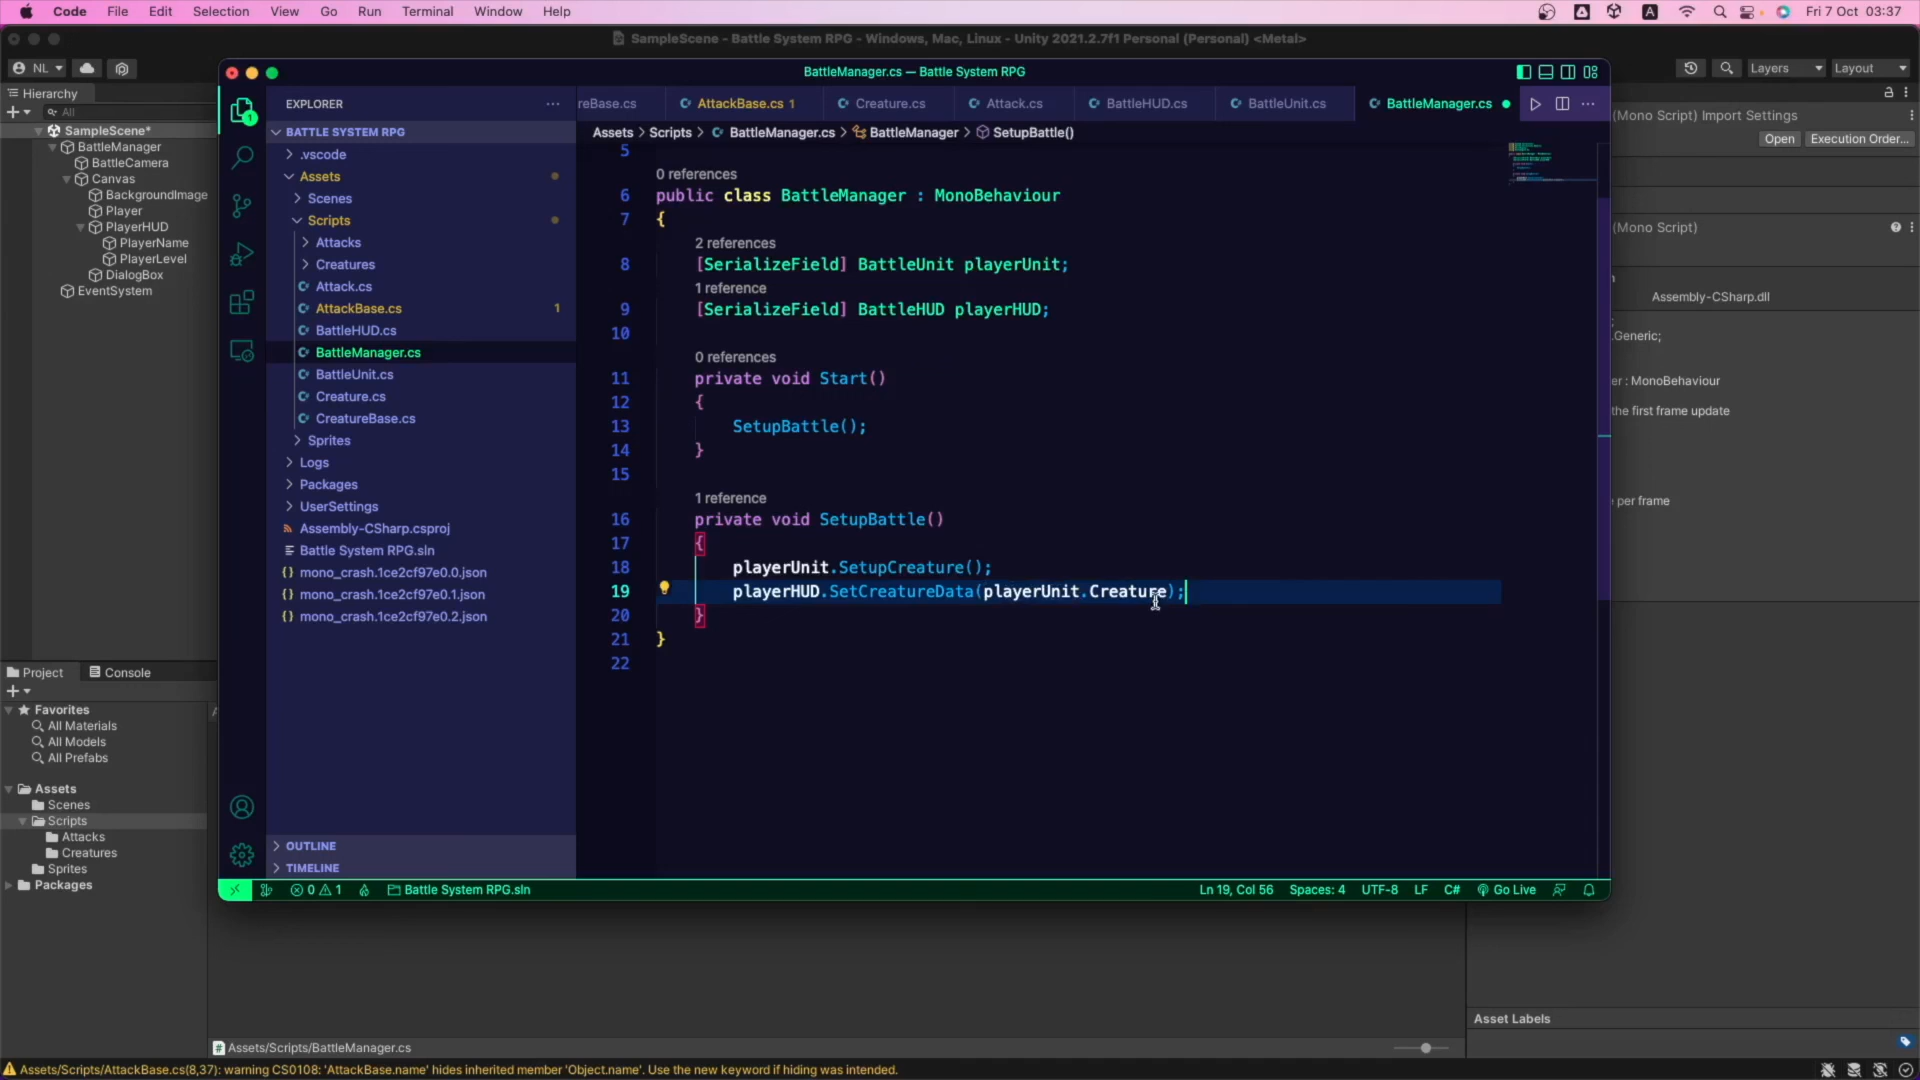 Code File Edit Selection View Go Run Terminal Window Help
A Fri 7 Oct 03:37
SampleScene - Battle System RPG - Windows, Mac, Linux - Unity 2021.2.7f1 Personal (Personal) <Metal>
NL
Layers Layout
Hierarchy
All
SampleScene*
BattleManager
BattleCamera
Canvas
BackgroundImage
Player
PlayerHUD
PlayerName
PlayerLevel
DialogBox
EventSystem
Project Console
Favorites
All Materials
All Models
All Prefabs
Assets
Scenes
Scripts
Attacks
Creatures
Sprites
Packages
BattleManager.cs — Battle System RPG
EXPLORER
BATTLE SYSTEM RPG
.vscode
Assets
Scenes
Scripts
Attacks
Creatures
Attack.cs
AttackBase.cs 1
BattleHUD.cs
BattleManager.cs
BattleUnit.cs
Creature.cs
CreatureBase.cs
Sprites
Logs
Packages
UserSettings
Assembly-CSharp.csproj
Battle System RPG.sln
mono_crash.1ce2cf97e0.0.json
mono_crash.1ce2cf97e0.1.json
mono_crash.1ce2cf97e0.2.json
OUTLINE
TIMELINE
reBase.cs AttackBase.cs 1 Creature.cs Attack.cs BattleHUD.cs BattleUnit.cs BattleManager.cs
Assets > Scripts > BattleManager.cs > BattleManager > SetupBattle()
5
0 references
6 public class BattleManager : MonoBehaviour
7 {
2 references
8 [SerializeField] BattleUnit playerUnit;
1 reference
9 [SerializeField] BattleHUD playerHUD;
10
0 references
11 private void Start()
12 {
13 SetupBattle();
14 }
15
1 reference
16 private void SetupBattle()
17 {
18 playerUnit.SetupCreature();
19 playerHUD.SetCreatureData(playerUnit.Creature);
20 }
21 }
22
0 1 Battle System RPG.sln
Ln 19, Col 56 Spaces: 4 UTF-8 LF C# Go Live
(Mono Script) Import Settings
Open Execution Order...
(Mono Script)
n
Assembly-CSharp.dll
;
.Generic;
er : MonoBehaviour
the first frame update
per frame
Asset Labels
Assets/Scripts/BattleManager.cs
Assets/Scripts/AttackBase.cs(8,37): warning CS0108: 'AttackBase.name' hides inherited member 'Object.name'. Use the new keyword if hiding was intended.